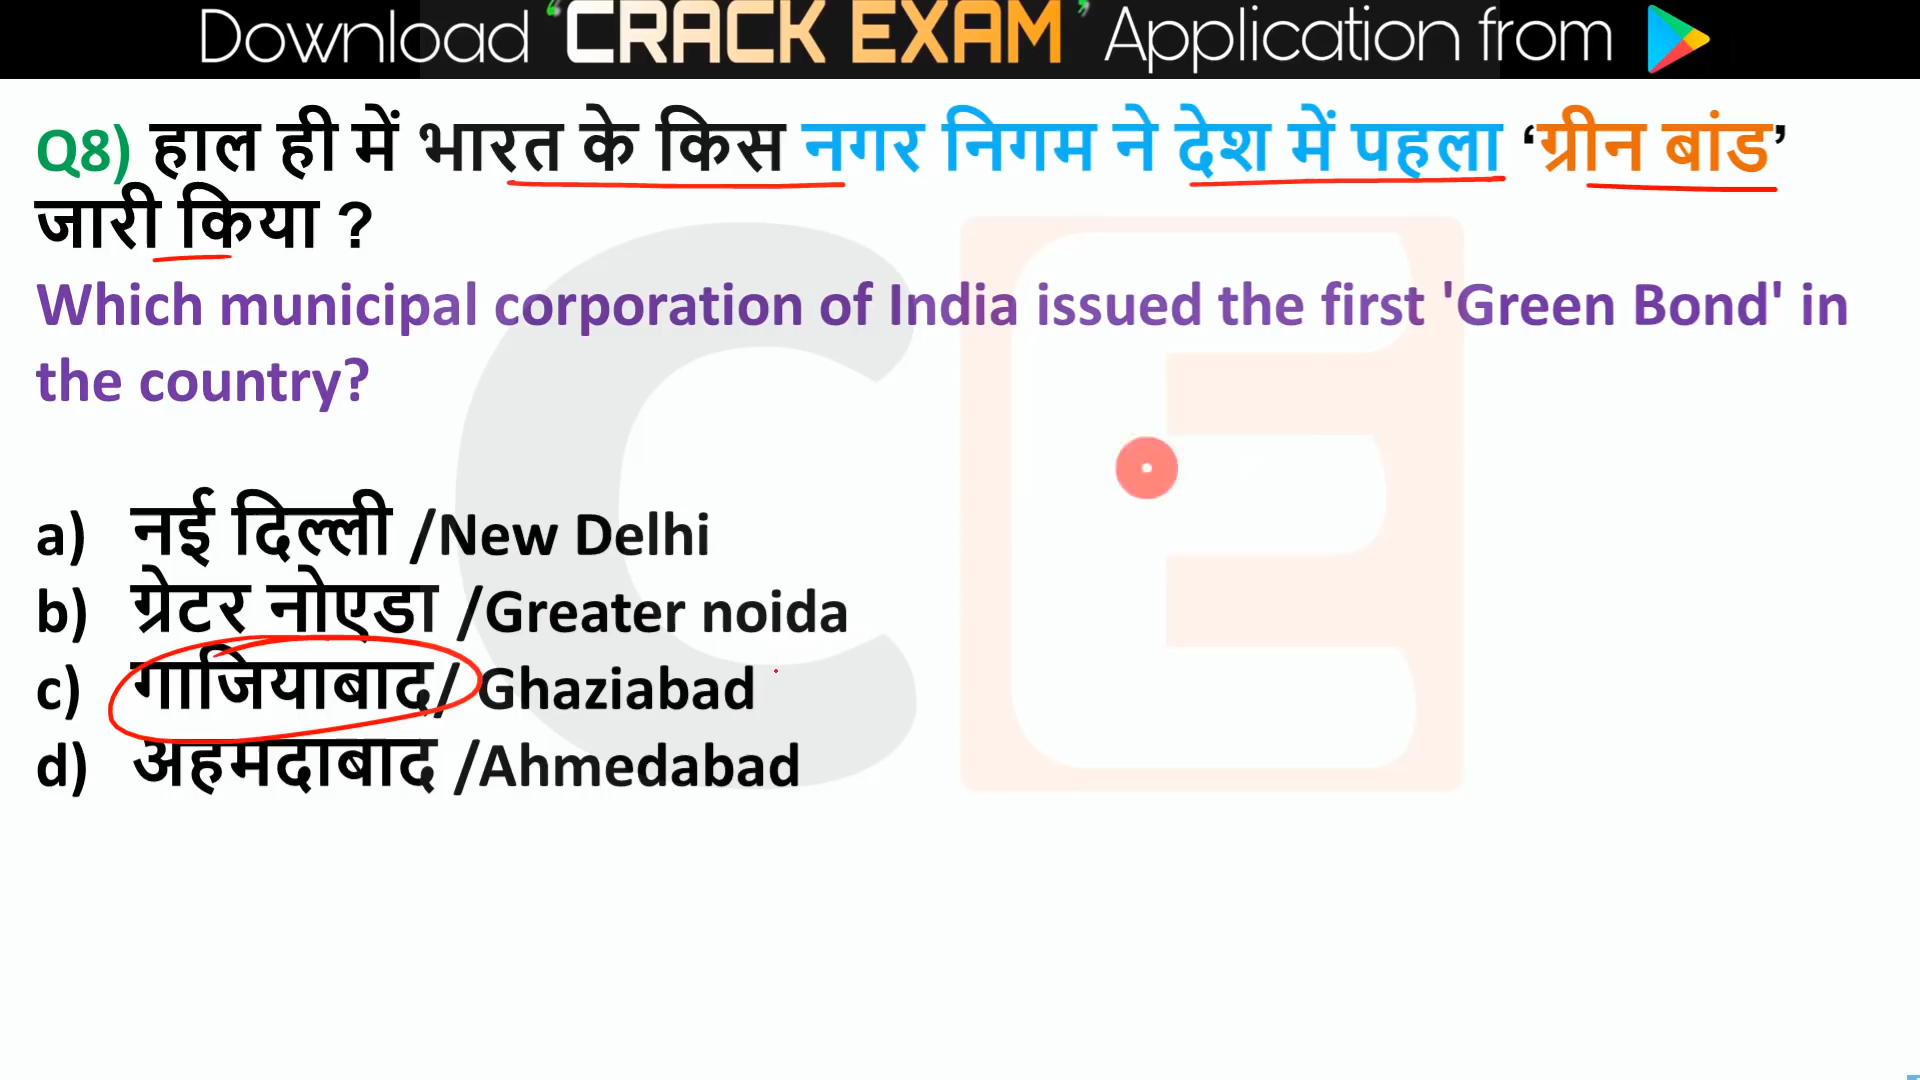 Download ‘CRACK EXAM’ Application from
Q8) हाल ही में भारत के किस नगर निगम ने देश में पहला ‘ग्रीन बांड’
जारी किया ?
Which municipal corporation of India issued the first 'Green Bond' in
the country?
a) नई दिल्ली /New Delhi
b) ग्रेटर नोएडा /Greater noida
c) गाजियाबाद/ Ghaziabad
d) अहमदाबाद /Ahmedabad
CE